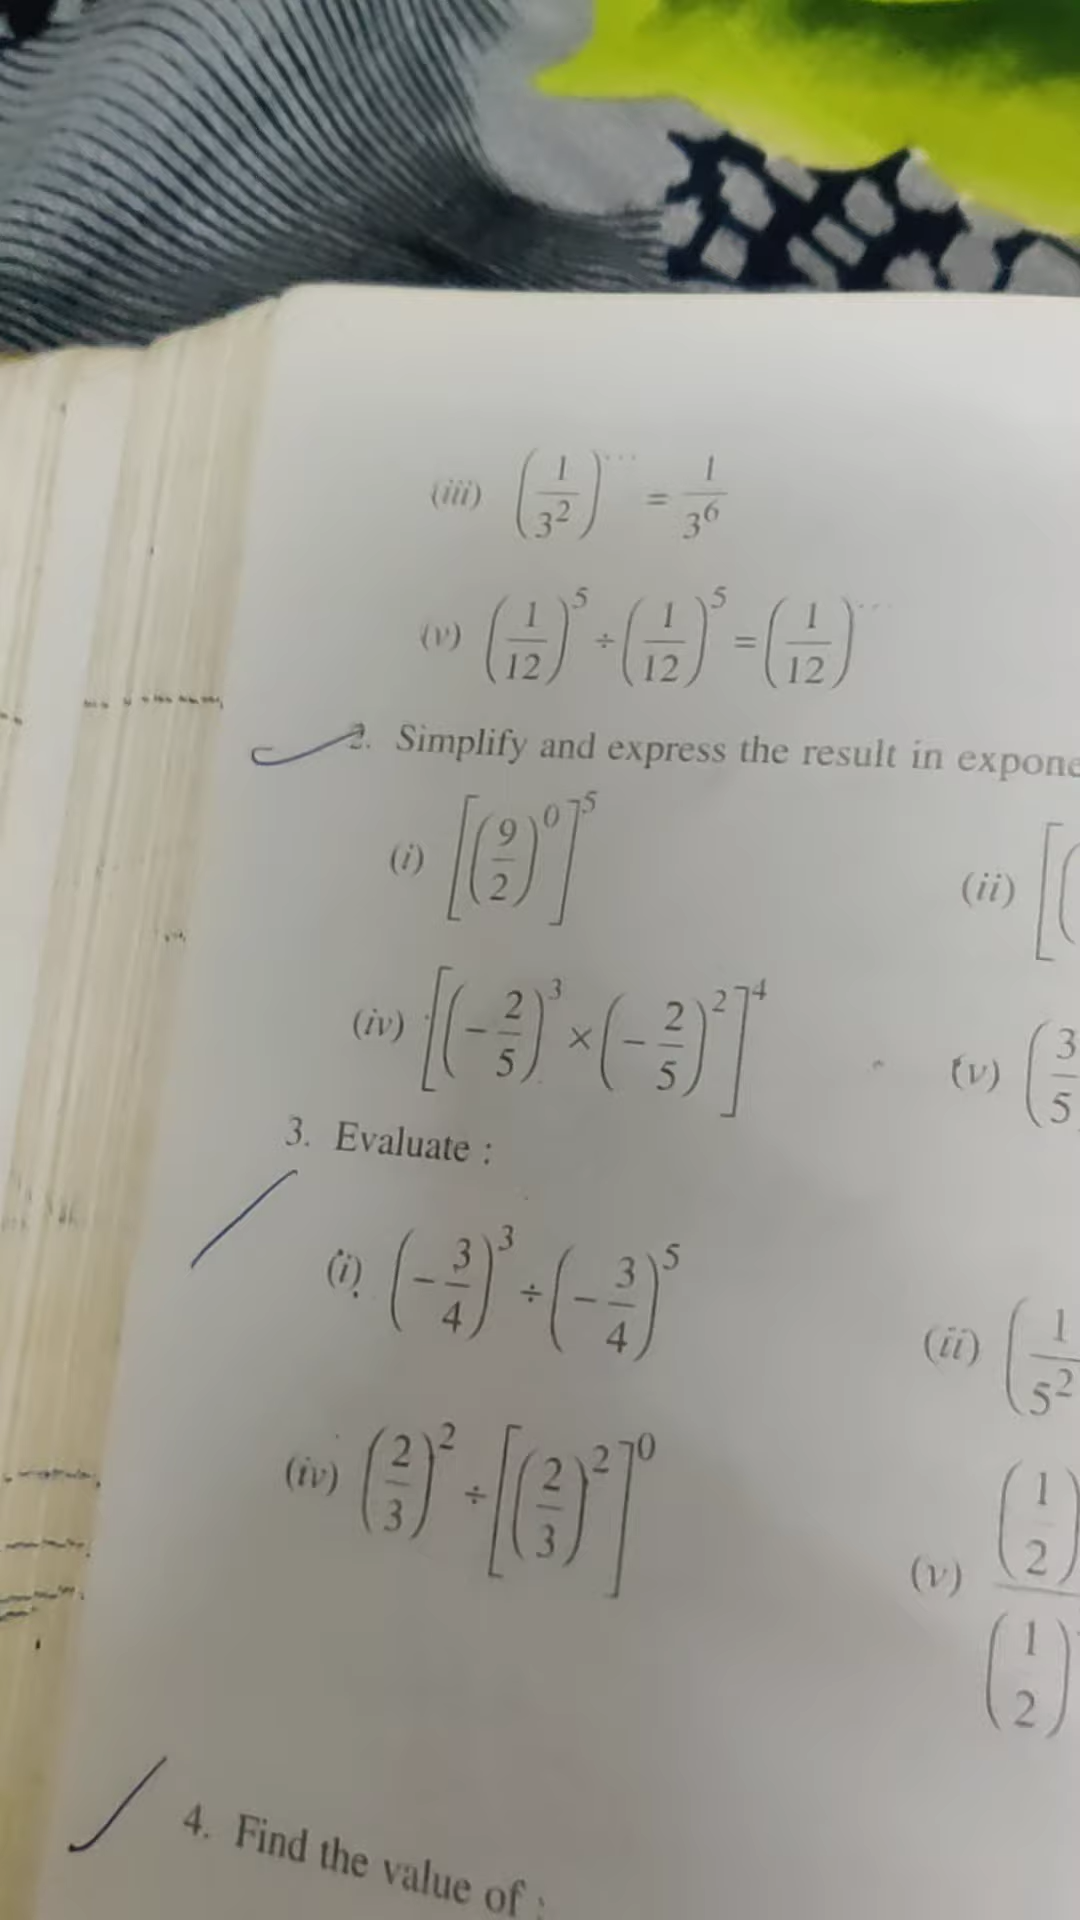 (iii) (1/3²)^... = 1/3⁶
(v) (1/12)⁵ ÷ (1/12)⁵ = (1/12)^...
2. Simplify and express the result in expone
(i) [(9/2)⁰]⁵
(ii) [(
(iv) [(-2/5)³ × (-2/5)²]⁴
(v) (3/5
3. Evaluate :
(i) (-3/4)³ ÷ (-3/4)⁵
(ii) (1/5²
(iv) (2/3)² ÷ [(2/3)²]⁰
(v) (1/2)/(1/2)
4. Find the value of :